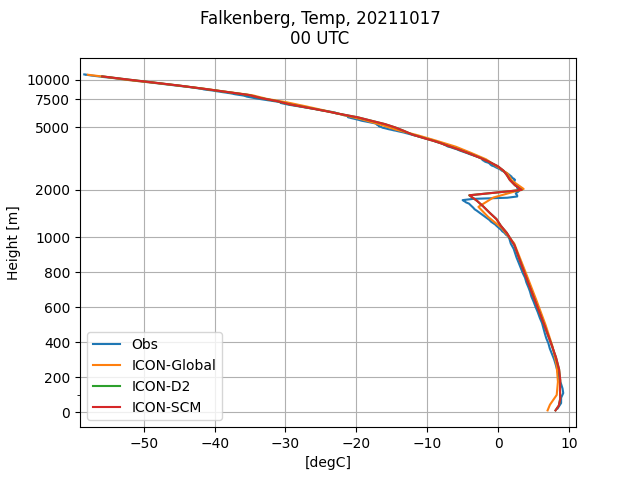 Falkenberg, Temp, 20211017
00 UTC
10000
7500
5000
2000
1000
800
600
400
200
0
Height [m]
Obs
ICON-Global
ICON-D2
ICON-SCM
−50
−40
−30
−20
−10
0
10
[degC]